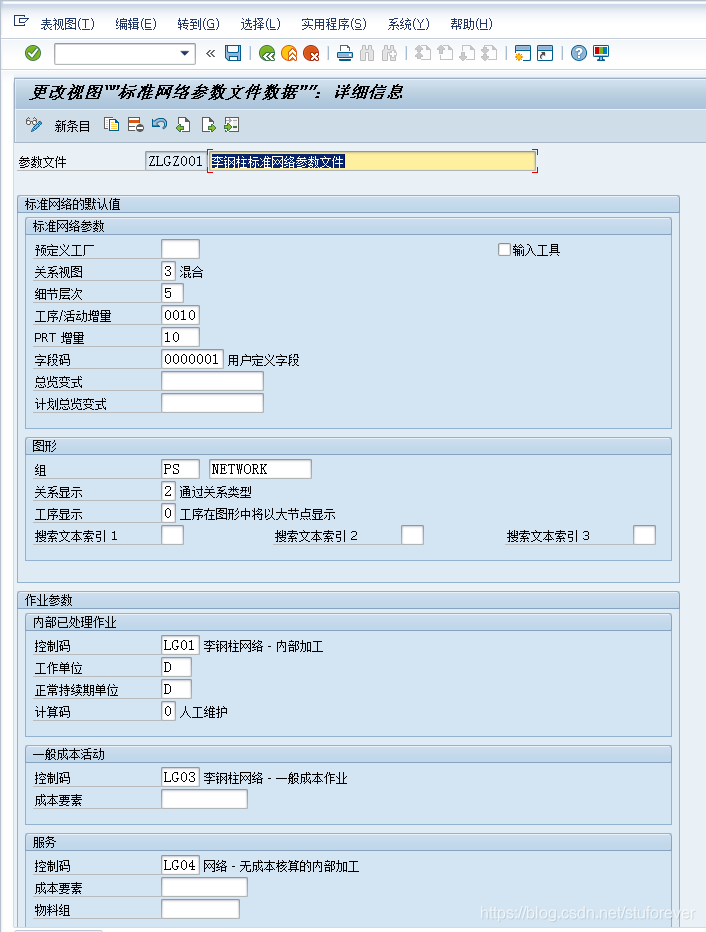 表视图(T) 编辑(E) 转到(G) 选择(L) 实用程序(S) 系统(Y) 帮助(H)
更改视图“"标准网络参数文件数据"”: 详细信息
新条目
参数文件 ZLGZ001 李钢柱标准网络参数文件
标准网络的默认值
标准网络参数
预定义工厂 输入工具
关系视图 3 混合
细节层次 5
工序/活动增量 0010
PRT 增量 10
字段码 0000001 用户定义字段
总览变式
计划总览变式
图形
组 PS NETWORK
关系显示 2 通过关系类型
工序显示 0 工序在图形中将以大节点显示
搜索文本索引 1 搜索文本索引 2 搜索文本索引 3
作业参数
内部已处理作业
控制码 LG01 李钢柱网络 - 内部加工
工作单位 D
正常持续期单位 D
计算码 0 人工维护
一般成本活动
控制码 LG03 李钢柱网络 - 一般成本作业
成本要素
服务
控制码 LG04 网络 - 无成本核算的内部加工
成本要素
物料组
https://blog.csdn.net/stuforever